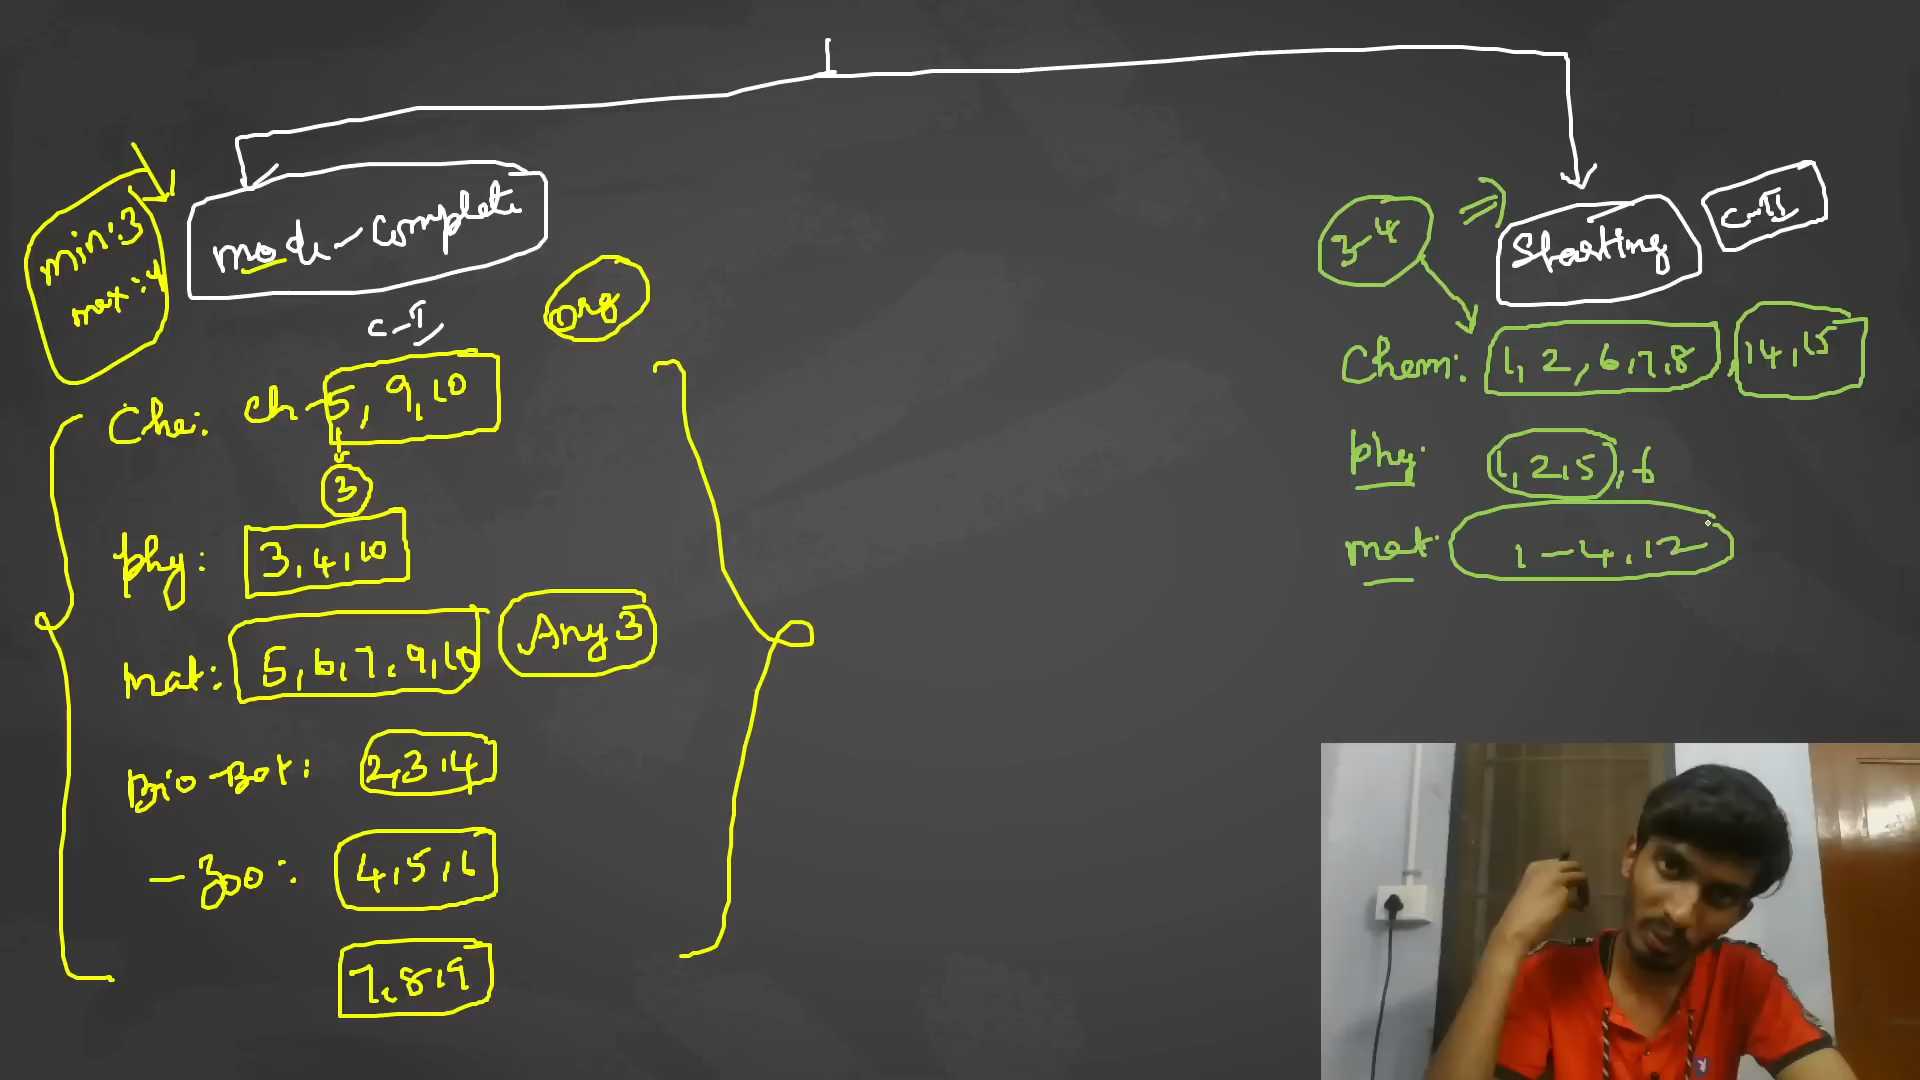 min:3
max:4
mode-complete
C-I
org
Che: ch-5, 9, 10
3
phy: 3, 4, 10
mat: 5, 6, 7, 9, 10
Any 3
Bio-Bot: 2, 3, 4
-Zoo: 4, 5, 6
7, 8, 9
3-4
Starting
C-II
Chem: 1, 2, 6, 7, 8, 14, 15
phy: 1, 2, 5, 6
mat: 1-4, 12